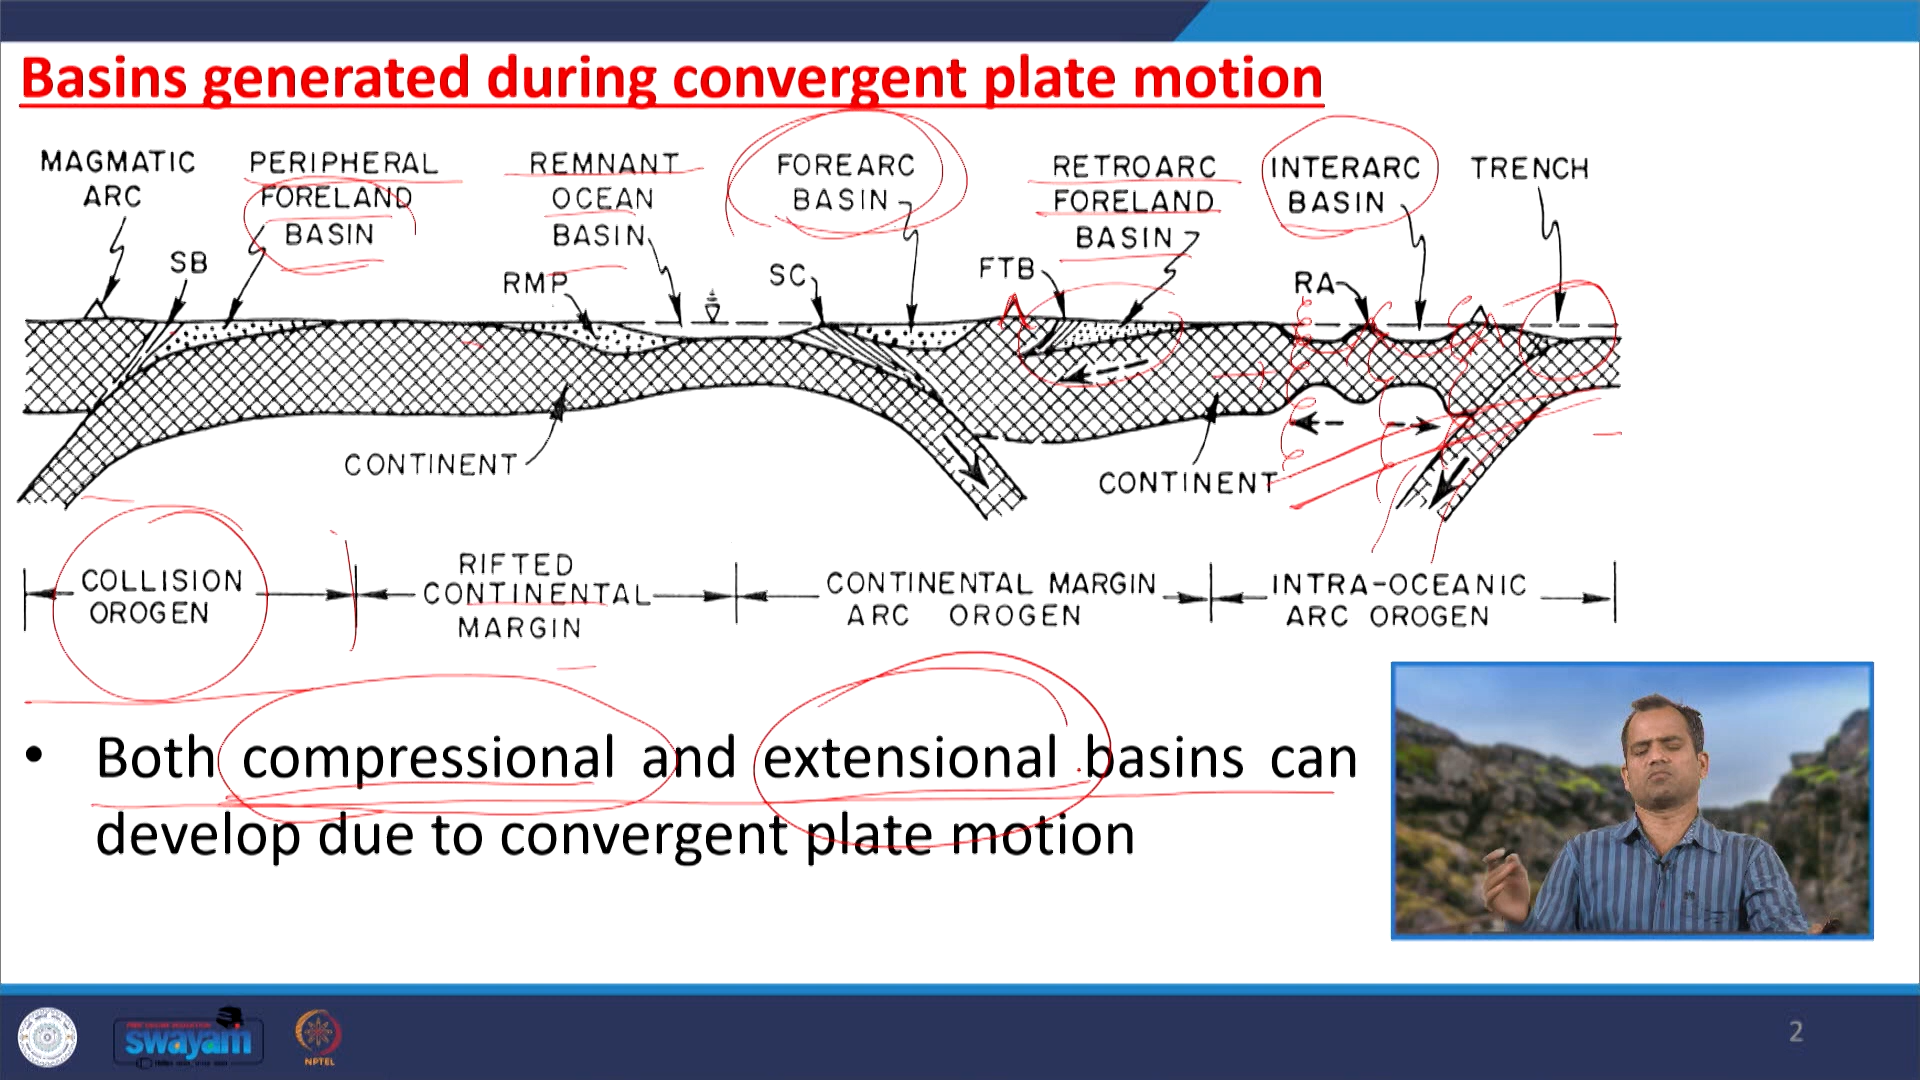 Basins generated during convergent plate motion
MAGMATIC
ARC
PERIPHERAL
FORELAND
BASIN
REMNANT
OCEAN
BASIN
FOREARC
BASIN
RETROARC
FORELAND
BASIN
INTERARC
BASIN
TRENCH
SB
RMP
SC
FTB
RA
CONTINENT
CONTINENT
COLLISION
OROGEN
RIFTED
CONTINENTAL
MARGIN
CONTINENTAL MARGIN
ARC OROGEN
INTRA-OCEANIC
ARC OROGEN
• Both compressional and extensional basins can
develop due to convergent plate motion
swayam
NPTEL
2